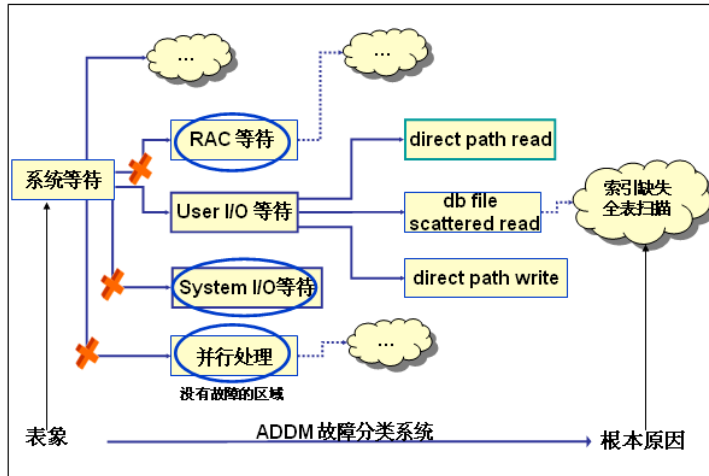 ...
...
RAC 等待
direct path read
系统等待
User I/O 等待
db file
scattered read
索引缺失
全表扫描
System I/O等待
direct path write
并行处理
...
没有故障的区域
表象
ADDM 故障分类系统
根本原因